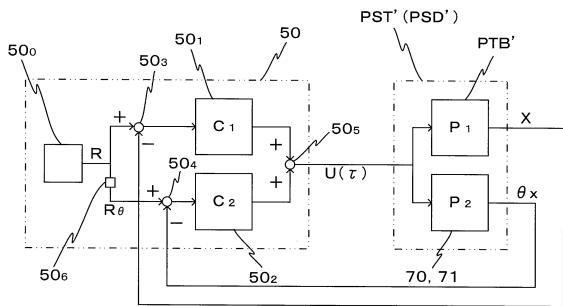 PST'(PSD')
50₁
50
PTB'
50₀
50₃
+
C₁
P₁
X
−
+
R
50₄
50₅
+
+
U(τ)
C₂
P₂
θx
Rθ
−
50₆
50₂
70, 71